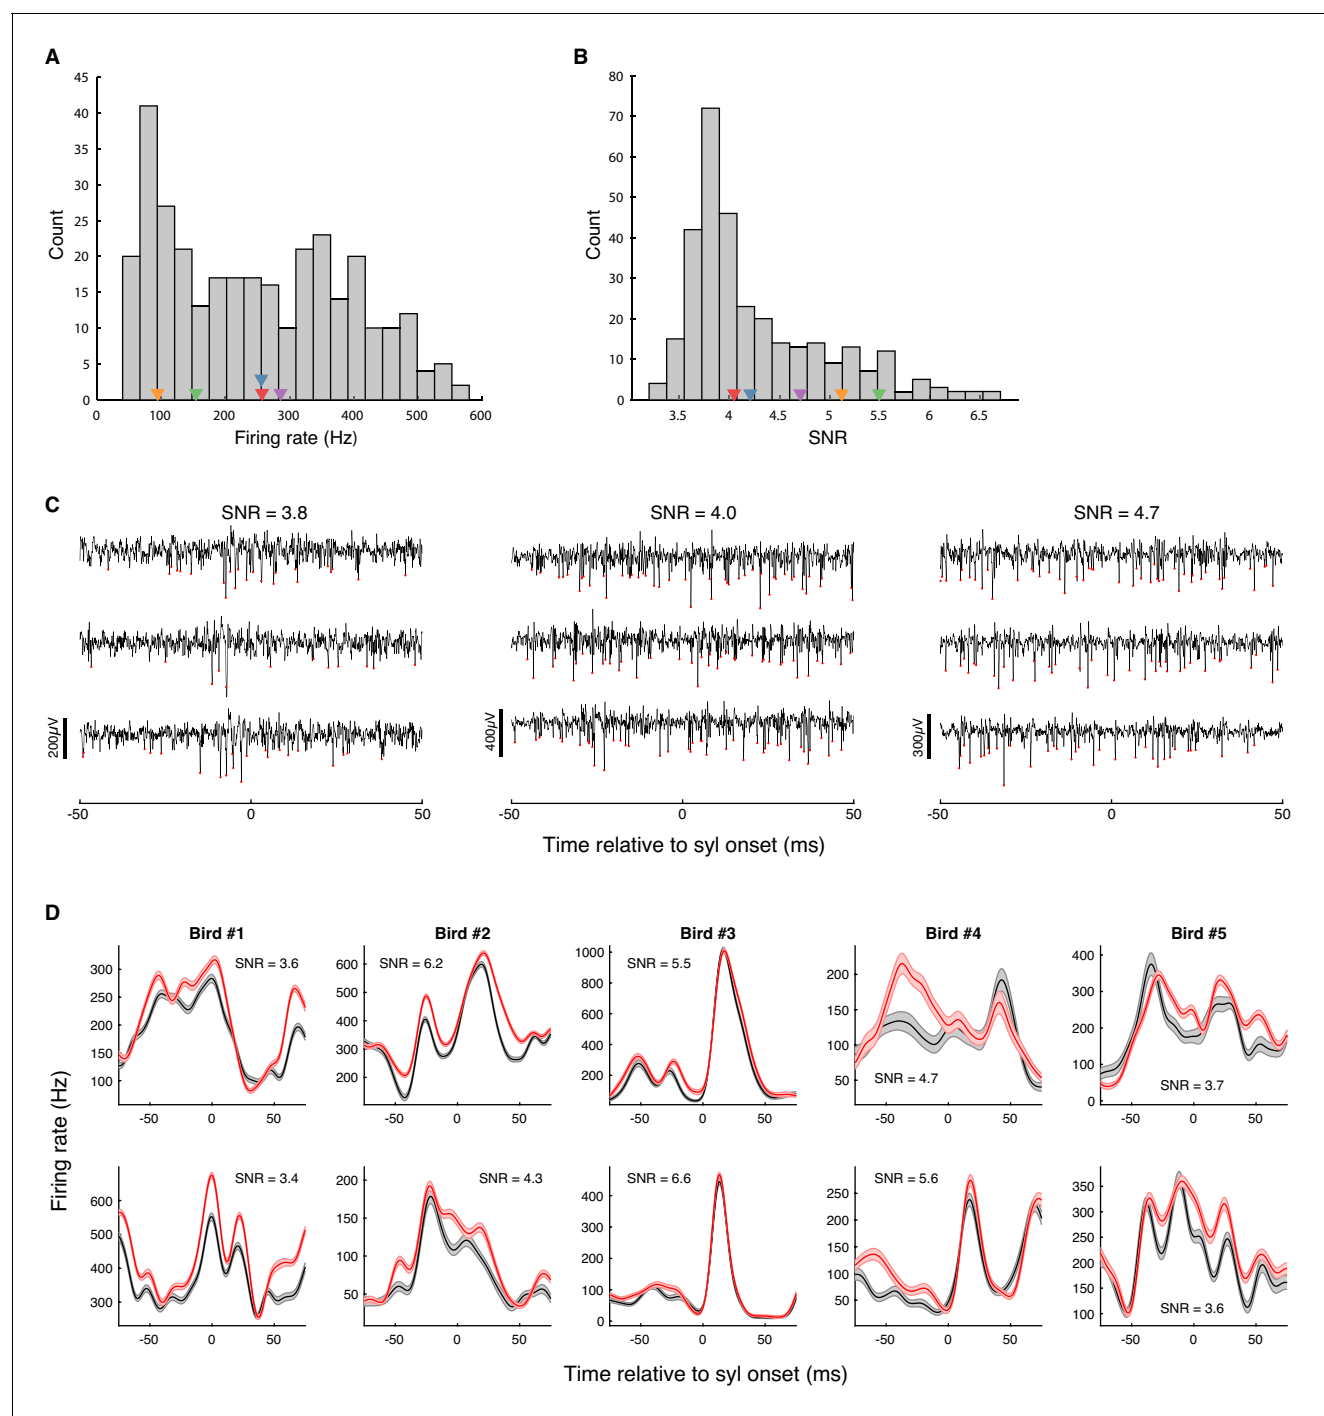 A
B
45
40
35
30
25
20
15
10
5
0
Count
0 100 200 300 400 500 600
Firing rate (Hz)
80
70
60
50
40
30
20
10
0
Count
3.5 4 4.5 5 5.5 6 6.5
SNR
C
SNR = 3.8
SNR = 4.0
SNR = 4.7
200µV
400µV
300µV
-50 0 50
-50 0 50
-50 0 50
Time relative to syl onset (ms)
D
Firing rate (Hz)
Bird #1
SNR = 3.6
300
250
200
150
100
-50 0 50
Bird #2
SNR = 6.2
600
500
400
300
200
-50 0 50
Bird #3
SNR = 5.5
1000
800
600
400
200
0
-50 0 50
Bird #4
SNR = 4.7
200
150
100
50
-50 0 50
Bird #5
SNR = 3.7
400
300
200
100
0
-50 0 50
SNR = 3.4
600
500
400
300
-50 0 50
SNR = 4.3
200
150
100
50
-50 0 50
SNR = 6.6
400
300
200
100
0
-50 0 50
SNR = 5.6
250
200
150
100
50
-50 0 50
SNR = 3.6
350
300
250
200
150
100
-50 0 50
Time relative to syl onset (ms)